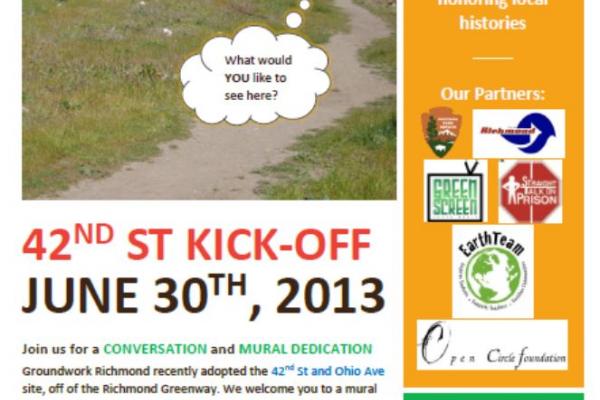 What would
YOU like to
see here?
42ND ST KICK-OFF
JUNE 30TH, 2013
Join us for a CONVERSATION and MURAL DEDICATION
Groundwork Richmond recently adopted the 42nd St and Ohio Ave
site, off of the Richmond Greenway. We welcome you to a mural
honoring local
histories
Our Partners:
Richmond
GREEN
SCREEN
STRAIGHT
TALK ON
PRISON
EarthTeam
Open Circle Foundation